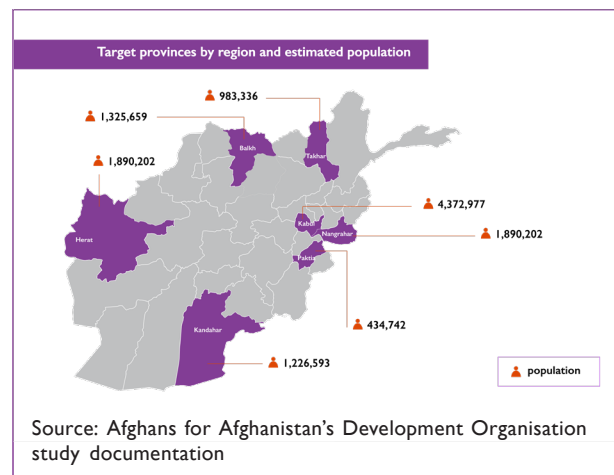 Target provinces by region and estimated population
983,336
1,325,659
Balkh
Takhar
1,890,202
4,372,977
Kabul
Herat
Nangrahar
1,890,202
Paktia
434,742
Kandahar
1,226,593
population
Source: Afghans for Afghanistan’s Development Organisation
study documentation